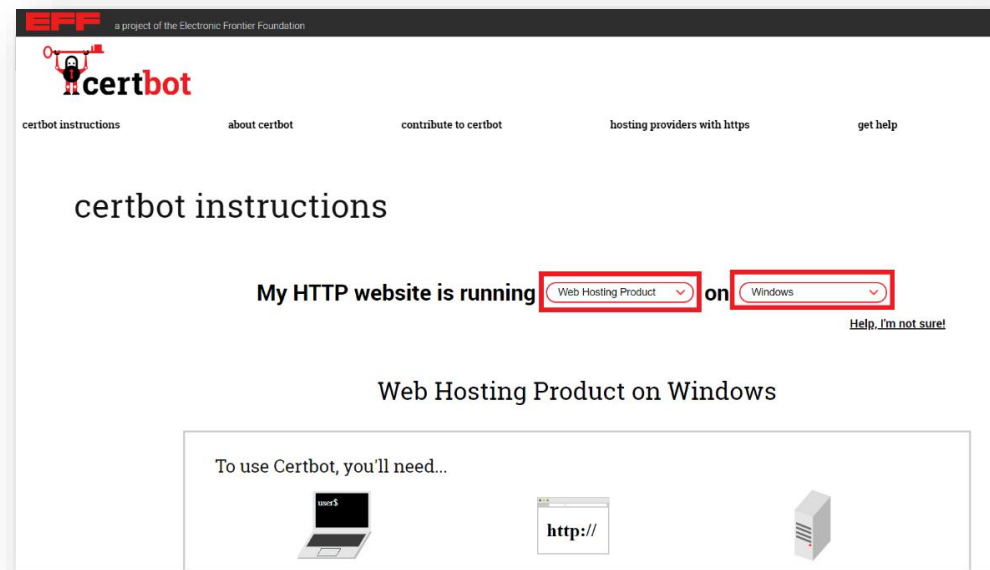 EFF a project of the Electronic Frontier Foundation
certbot
certbot instructions about certbot contribute to certbot hosting providers with https get help
certbot instructions
My HTTP website is running Web Hosting Product on Windows
Help, I'm not sure!
Web Hosting Product on Windows
To use Certbot, you'll need...
user$
http://